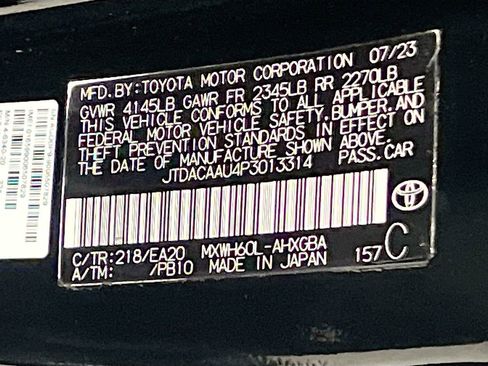 MFD. BY: TOYOTA MOTOR CORPORATION 07/23
GVWR 4145LB GAWR FR 2345LB RR 2270LB
THIS VEHICLE CONFORMS TO ALL APPLICABLE
FEDERAL MOTOR VEHICLE SAFETY, BUMPER, AND
THEFT PREVENTION STANDARDS IN EFFECT ON
THE DATE OF MANUFACTURE SHOWN ABOVE.
JTDACAAU4P3013314 PASS. CAR
C/TR: 218/EA20 MXWH60L-AHXGBA
A/TM: /PB10 MADE IN JAPAN 157 C